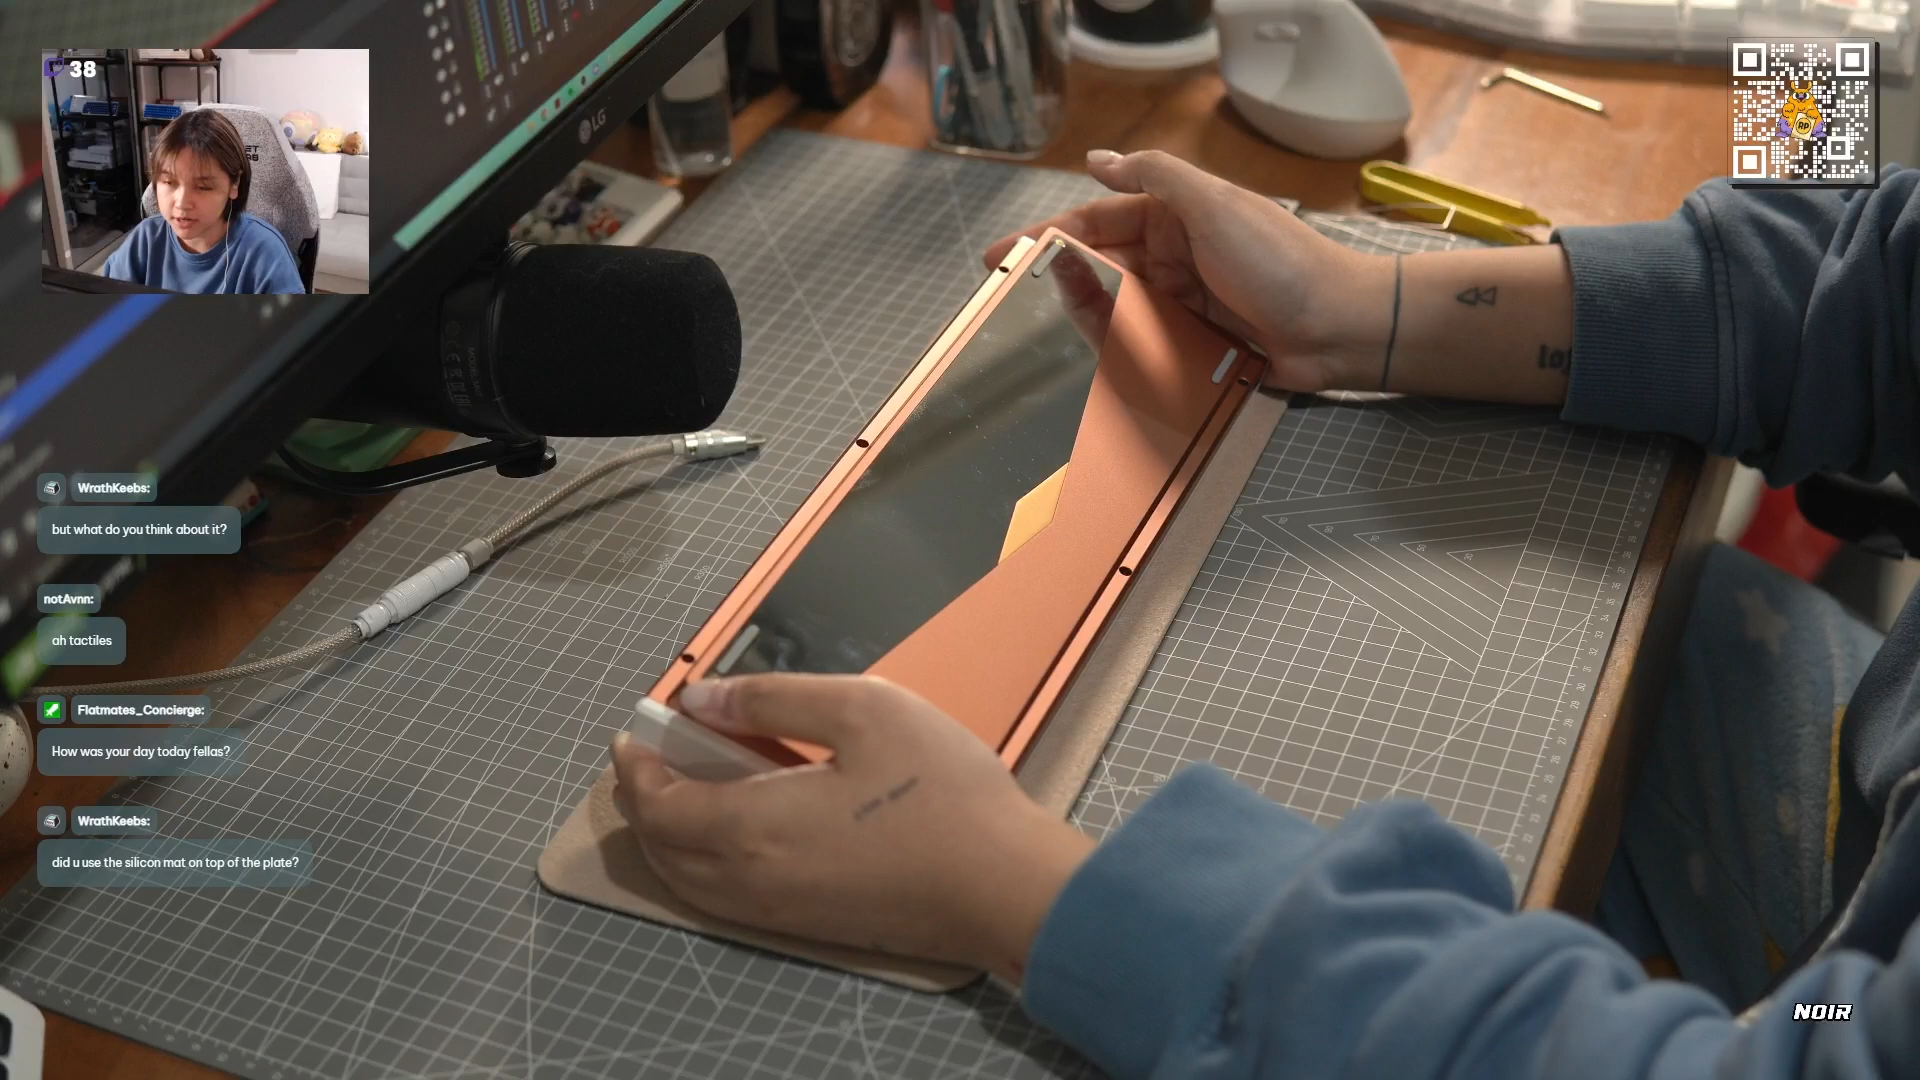 38
LG
RP
WrathKeebs:
but what do you think about it?
notAvnn:
ah tactiles
Flatmates_Concierge:
How was your day today fellas?
WrathKeebs:
did u use the silicon mat on top of the plate?
NOIR